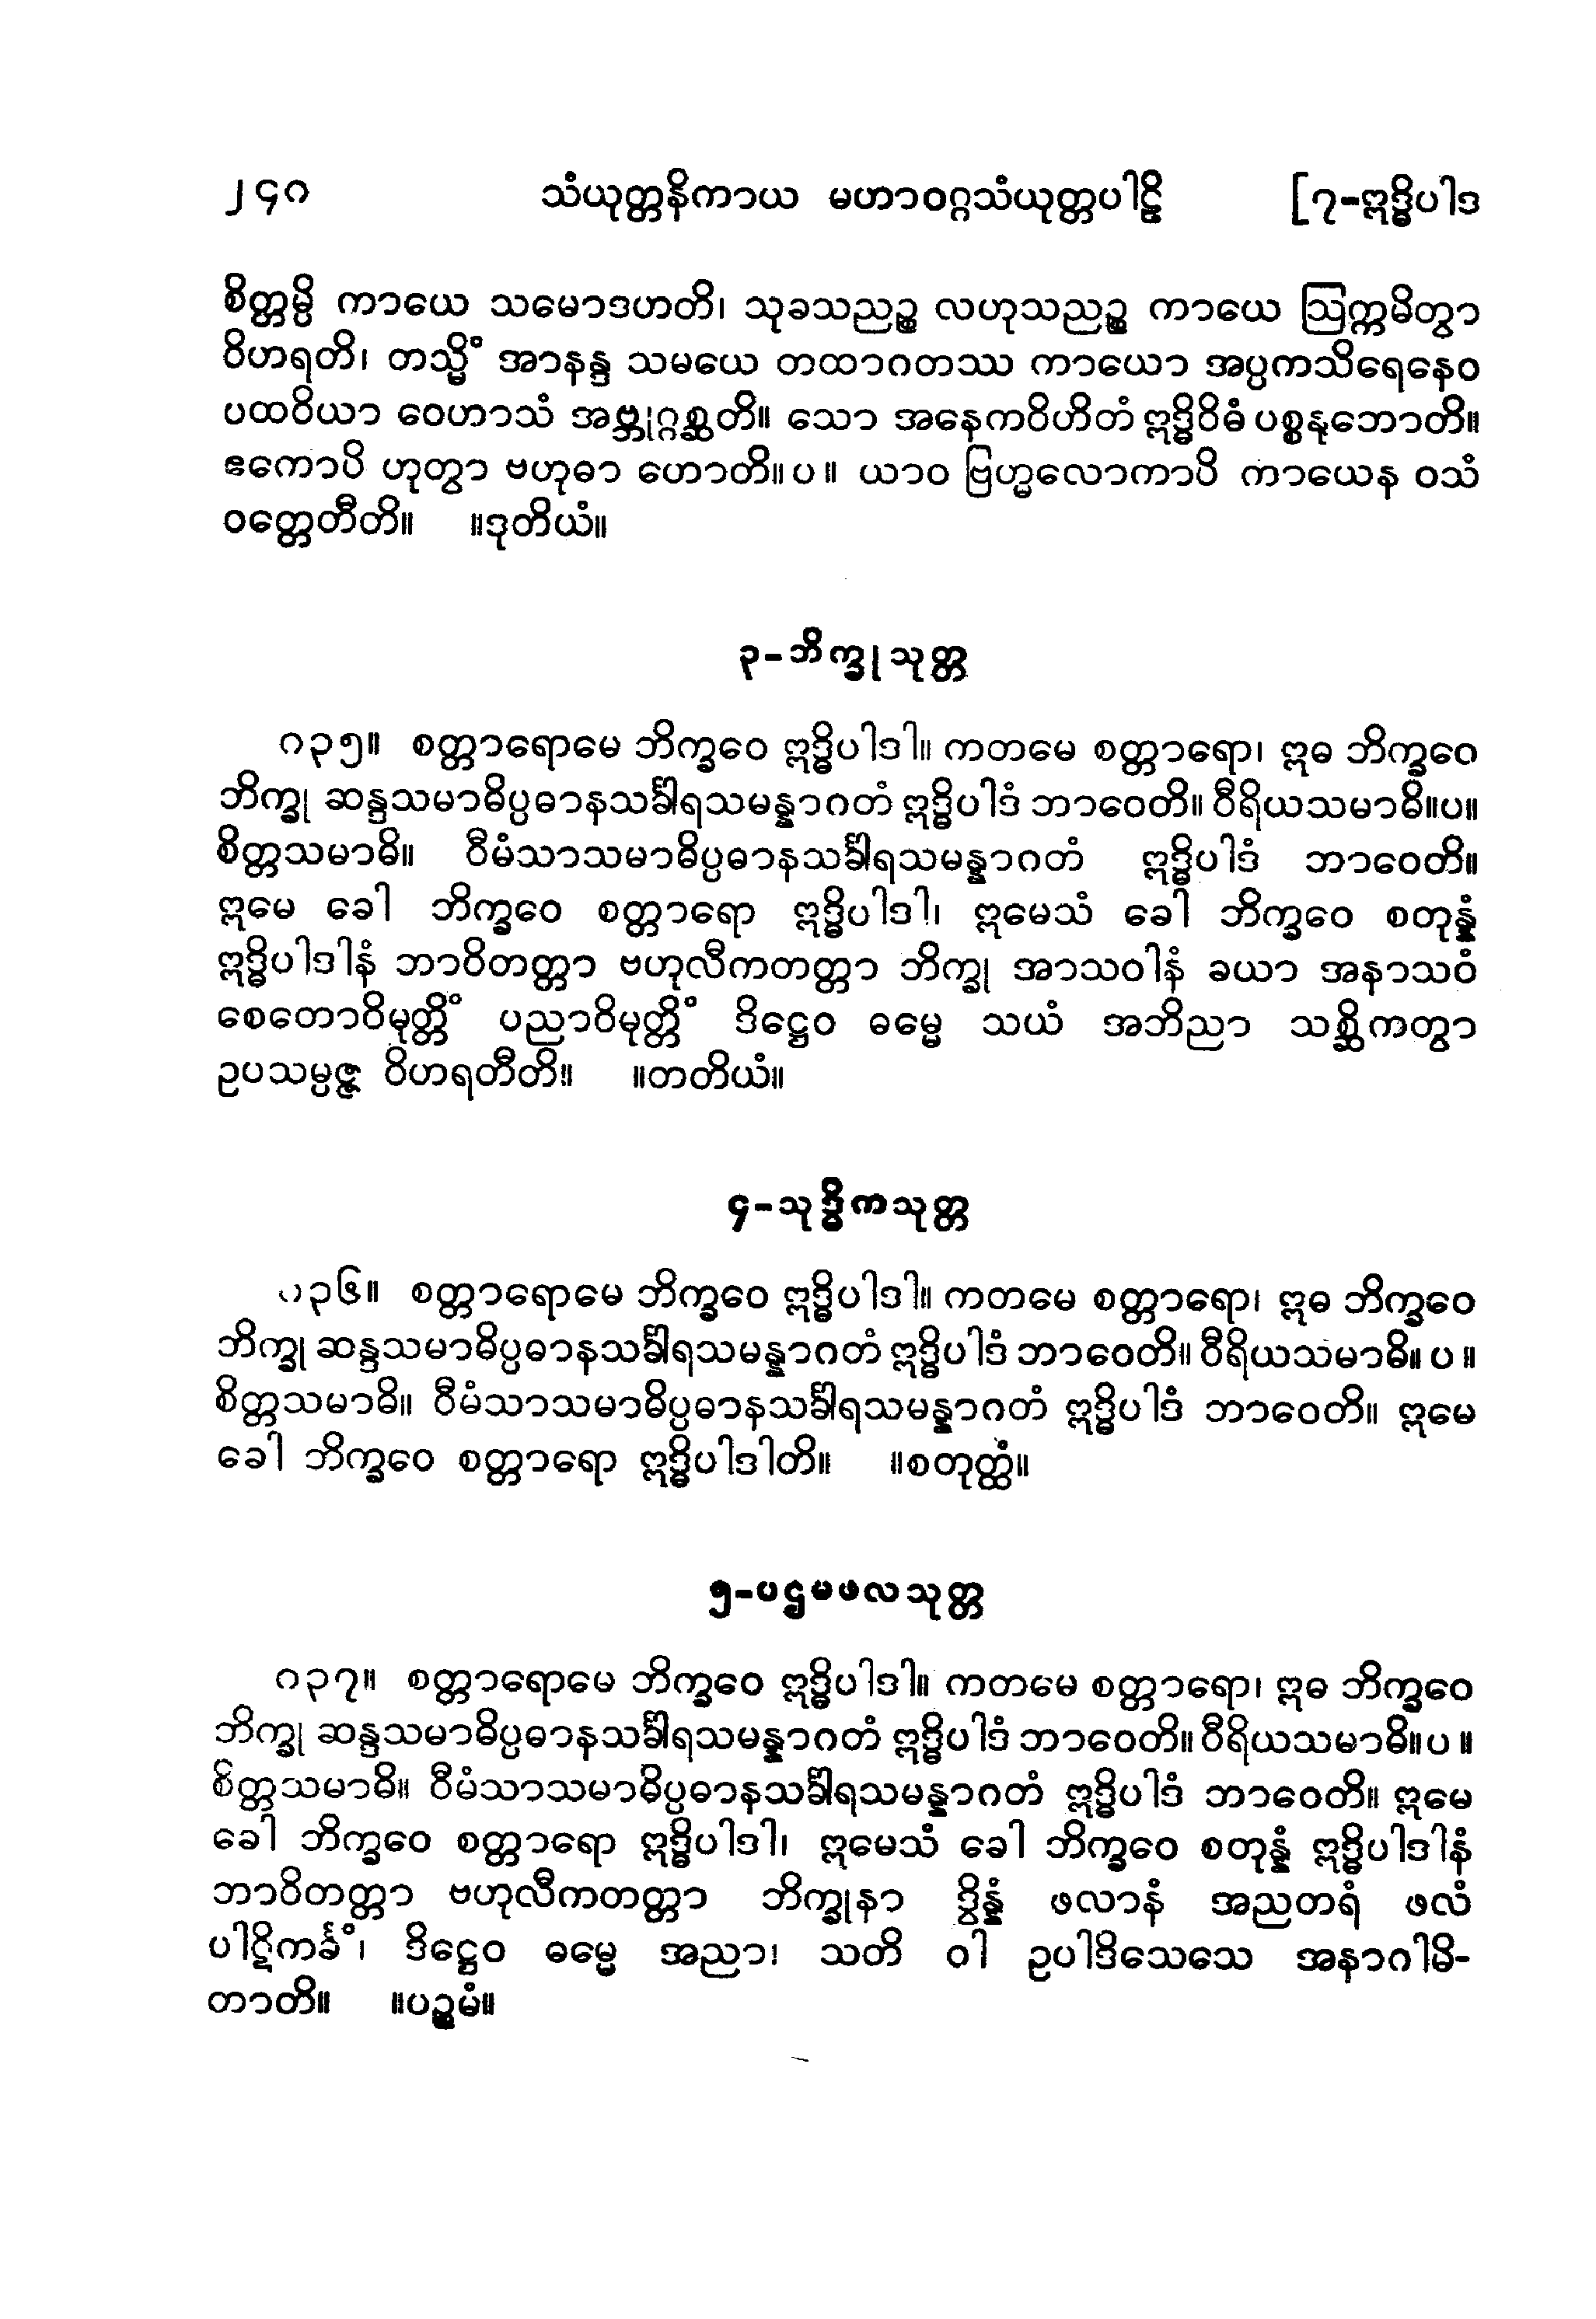 ၂၄ဂ သံယုတ္တနိကာယ မဟာဝဂ္ဂသံယုတ္တပါဠိ [၇-ဣဒ္ဓိပါဒ
စိတ္တမ္ပိ ကာယေ သမောဒဟတိ၊ သုခသညဉ္စ လဟုသညဉ္စ ကာယေ ဩက္ကမိတွာ
ဝိဟရတိ၊ တသ္မိံ အာနန္ဒ သမယေ တထာဂတဿ ကာယော အပ္ပကသိရေနေဝ
ပထဝိယာ ဝေဟာသံ အဗ္ဘုဂ္ဂစ္ဆတိ။ သော အနေကဝိဟိတံ ဣဒ္ဓိဝိဓံ ပစ္စနုဘောတိ။
ဧကောပိ ဟုတွာ ဗဟုဓာ ဟောတိ။ ပ ။ ယာဝ ဗြဟ္မလောကာပိ ကာယေန ဝသံ
ဝတ္တေတီတိ။ ။ဒုတိယံ။
၃-ဘိက္ခုသုတ္တ
ဂ၃၅။ စတ္တာရောမေ ဘိက္ခဝေ ဣဒ္ဓိပါဒါ။ ကတမေ စတ္တာရော၊ ဣဓ ဘိက္ခဝေ
ဘိက္ခု ဆန္ဒသမာဓိပ္ပဓာနသင်္ခါရသမန္နာဂတံ ဣဒ္ဓိပါဒံ ဘာဝေတိ။ ဝီရိယသမာဓိ။ပ။
စိတ္တသမာဓိ။ ဝီမံသာသမာဓိပ္ပဓာနသင်္ခါရသမန္နာဂတံ ဣဒ္ဓိပါဒံ ဘာဝေတိ။
ဣမေ ခေါ ဘိက္ခဝေ စတ္တာရော ဣဒ္ဓိပါဒါ၊ ဣမေသံ ခေါ ဘိက္ခဝေ စတုန္နံ
ဣဒ္ဓိပါဒါနံ ဘာဝိတတ္တာ ဗဟုလီကတတ္တာ ဘိက္ခု အာသဝါနံ ခယာ အနာသဝံ
စေတောဝိမုတ္တိံ ပညာဝိမုတ္တိံ ဒိဋ္ဌေဝ ဓမ္မေ သယံ အဘိညာ သစ္ဆိကတွာ
ဥပသမ္ပဇ္ဇ ဝိဟရတီတိ။ ။တတိယံ။
၄-သုဒ္ဓိကသုတ္တ
၈၃၆။ စတ္တာရောမေ ဘိက္ခဝေ ဣဒ္ဓိပါဒါ။ ကတမေ စတ္တာရော၊ ဣဓ ဘိက္ခဝေ
ဘိက္ခု ဆန္ဒသမာဓိပ္ပဓာနသင်္ခါရသမန္နာဂတံ ဣဒ္ဓိပါဒံ ဘာဝေတိ။ ဝီရိယသမာဓိ။ ပ ။
စိတ္တသမာဓိ။ ဝီမံသာသမာဓိပ္ပဓာနသင်္ခါရသမန္နာဂတံ ဣဒ္ဓိပါဒံ ဘာဝေတိ။ ဣမေ
ခေါ ဘိက္ခဝေ စတ္တာရော ဣဒ္ဓိပါဒါတိ။ ။စတုတ္ထံ။
၅-ပဌမဖလသုတ္တ
ဂ၃၇။ စတ္တာရောမေ ဘိက္ခဝေ ဣဒ္ဓိပါဒါ။ ကတမေ စတ္တာရော၊ ဣဓ ဘိက္ခဝေ
ဘိက္ခု ဆန္ဒသမာဓိပ္ပဓာနသင်္ခါရသမန္နာဂတံ ဣဒ္ဓိပါဒံ ဘာဝေတိ။ ဝီရိယသမာဓိ။ပ ။
စိတ္တသမာဓိ။ ဝီမံသာသမာဓိပ္ပဓာနသင်္ခါရသမန္နာဂတံ ဣဒ္ဓိပါဒံ ဘာဝေတိ။ ဣမေ
ခေါ ဘိက္ခဝေ စတ္တာရော ဣဒ္ဓိပါဒါ၊ ဣမေသံ ခေါ ဘိက္ခဝေ စတုန္နံ ဣဒ္ဓိပါဒါနံ
ဘာဝိတတ္တာ ဗဟုလီကတတ္တာ ဘိက္ခုနာ ဒွိန္နံ ဖလာနံ အညတရံ ဖလံ
ပါဋိကင်္ခံ၊ ဒိဋ္ဌေဝ ဓမ္မေ အညာ၊ သတိ ဝါ ဥပါဒိသေသေ အနာဂါမိ-
တာတိ။ ။ပဉ္စမံ။